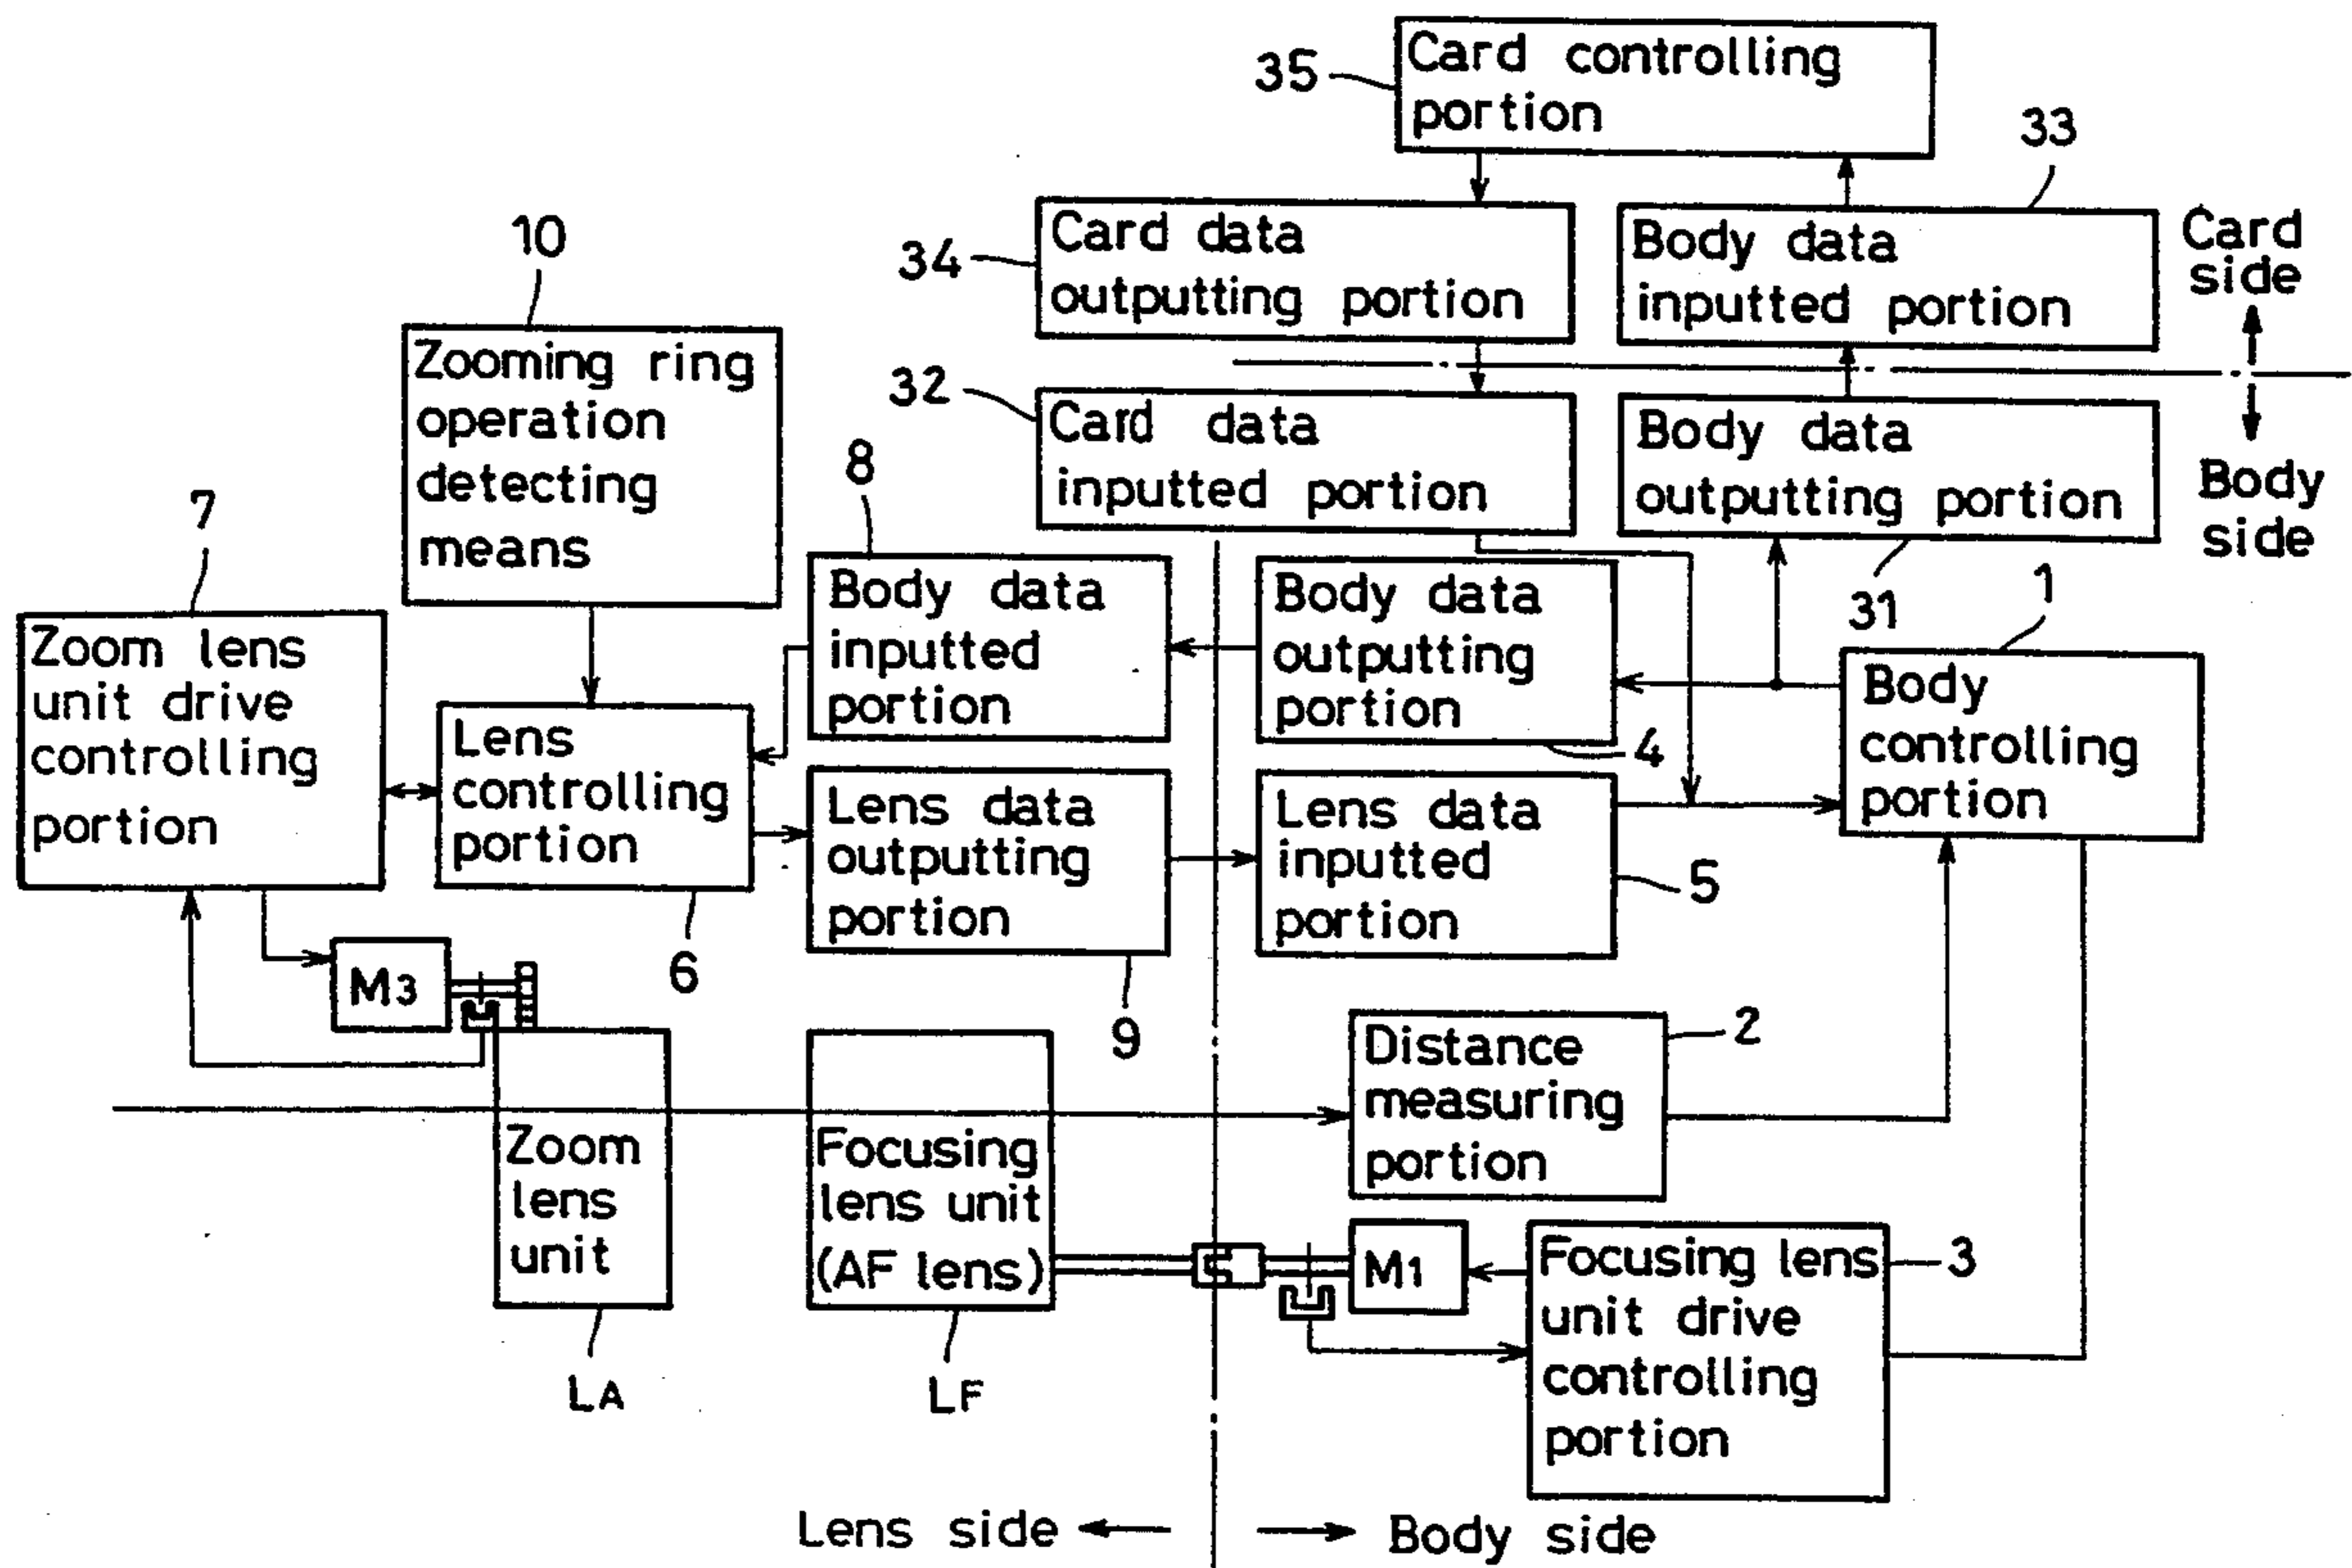 Card controlling
portion
35
33
Card data
outputting portion
34
Body data
inputted portion
Card
side
10
Zooming ring
operation
detecting
means
32
Card data
inputted portion
Body data
outputting portion
Body
side
31
8
7
1
Zoom lens
unit drive
controlling
portion
Lens
controlling
portion
6
Body data
inputted
portion
Body data
outputting
portion
4
Body
controlling
portion
Lens data
outputting
portion
9
Lens data
inputted
portion
5
M3
Zoom
lens
unit
LA
Focusing
lens unit
(AF lens)
LF
Distance
measuring
portion
2
M1
Focusing lens
unit drive
controlling
portion
3
Lens side
Body side